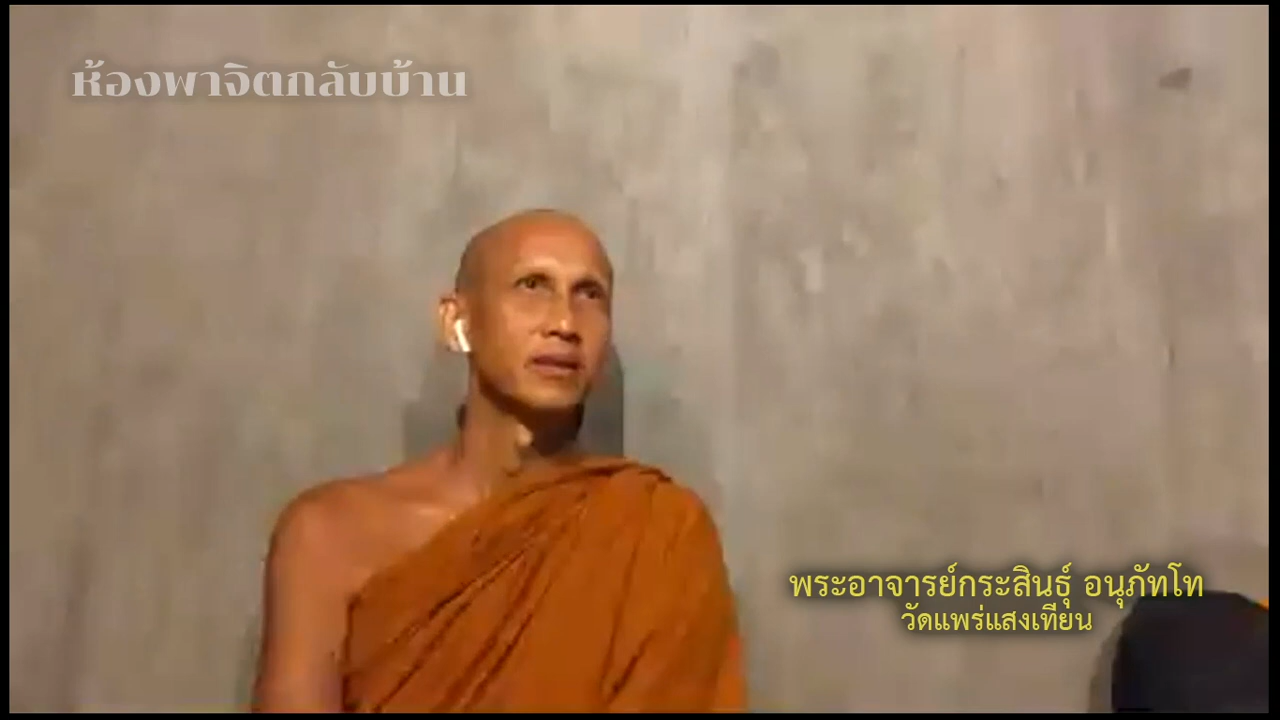 ห้องพาจิตกลับบ้าน
พระอาจารย์กระสินธุ์ อนุภัทโท
วัดแพร่แสงเทียน